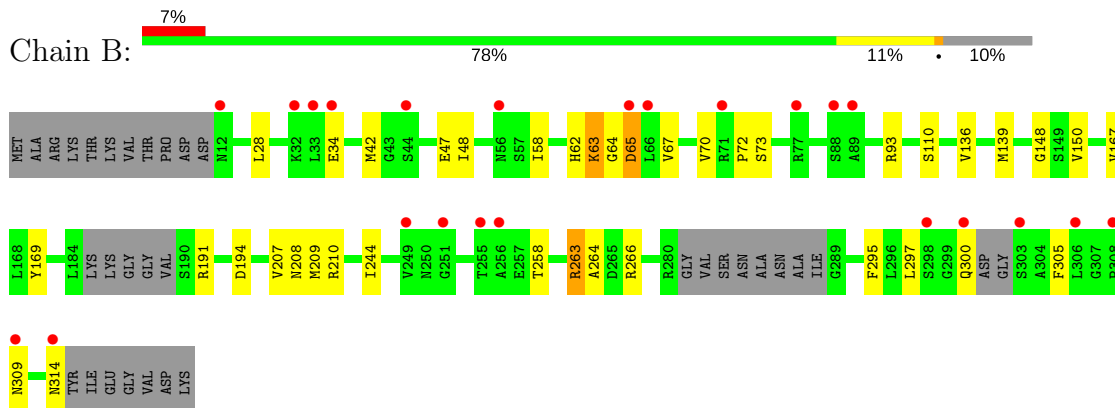 7%
Chain B:
78% 11% • 10%
MET ALA ARG LYS THR LYS VAL THR PRO ASP ASP N12 L28 K32 L33 E34 M42 G43 S44 E47 I48 N56 S57 I58 H62 K63 G64 D65 L66 V67 V70 R71 P72 S73 R77 S88 A89 R93 S110 V136 M139 G148 S149 V150 V167
L168 Y169 L184 LYS LYS GLY GLY VAL S190 R191 D194 V207 N208 M209 R210 I244 V249 N250 G251 T255 A256 E257 T258 R263 A264 D265 R266 R280 GLY VAL SER ASN ALA ASN ALA ILE G289 F295 L296 L297 S298 G299 Q300 ASP GLY S303 A304 F305 L306 G307
N309 N314 TYR ILE GLU GLY VAL ASP LYS